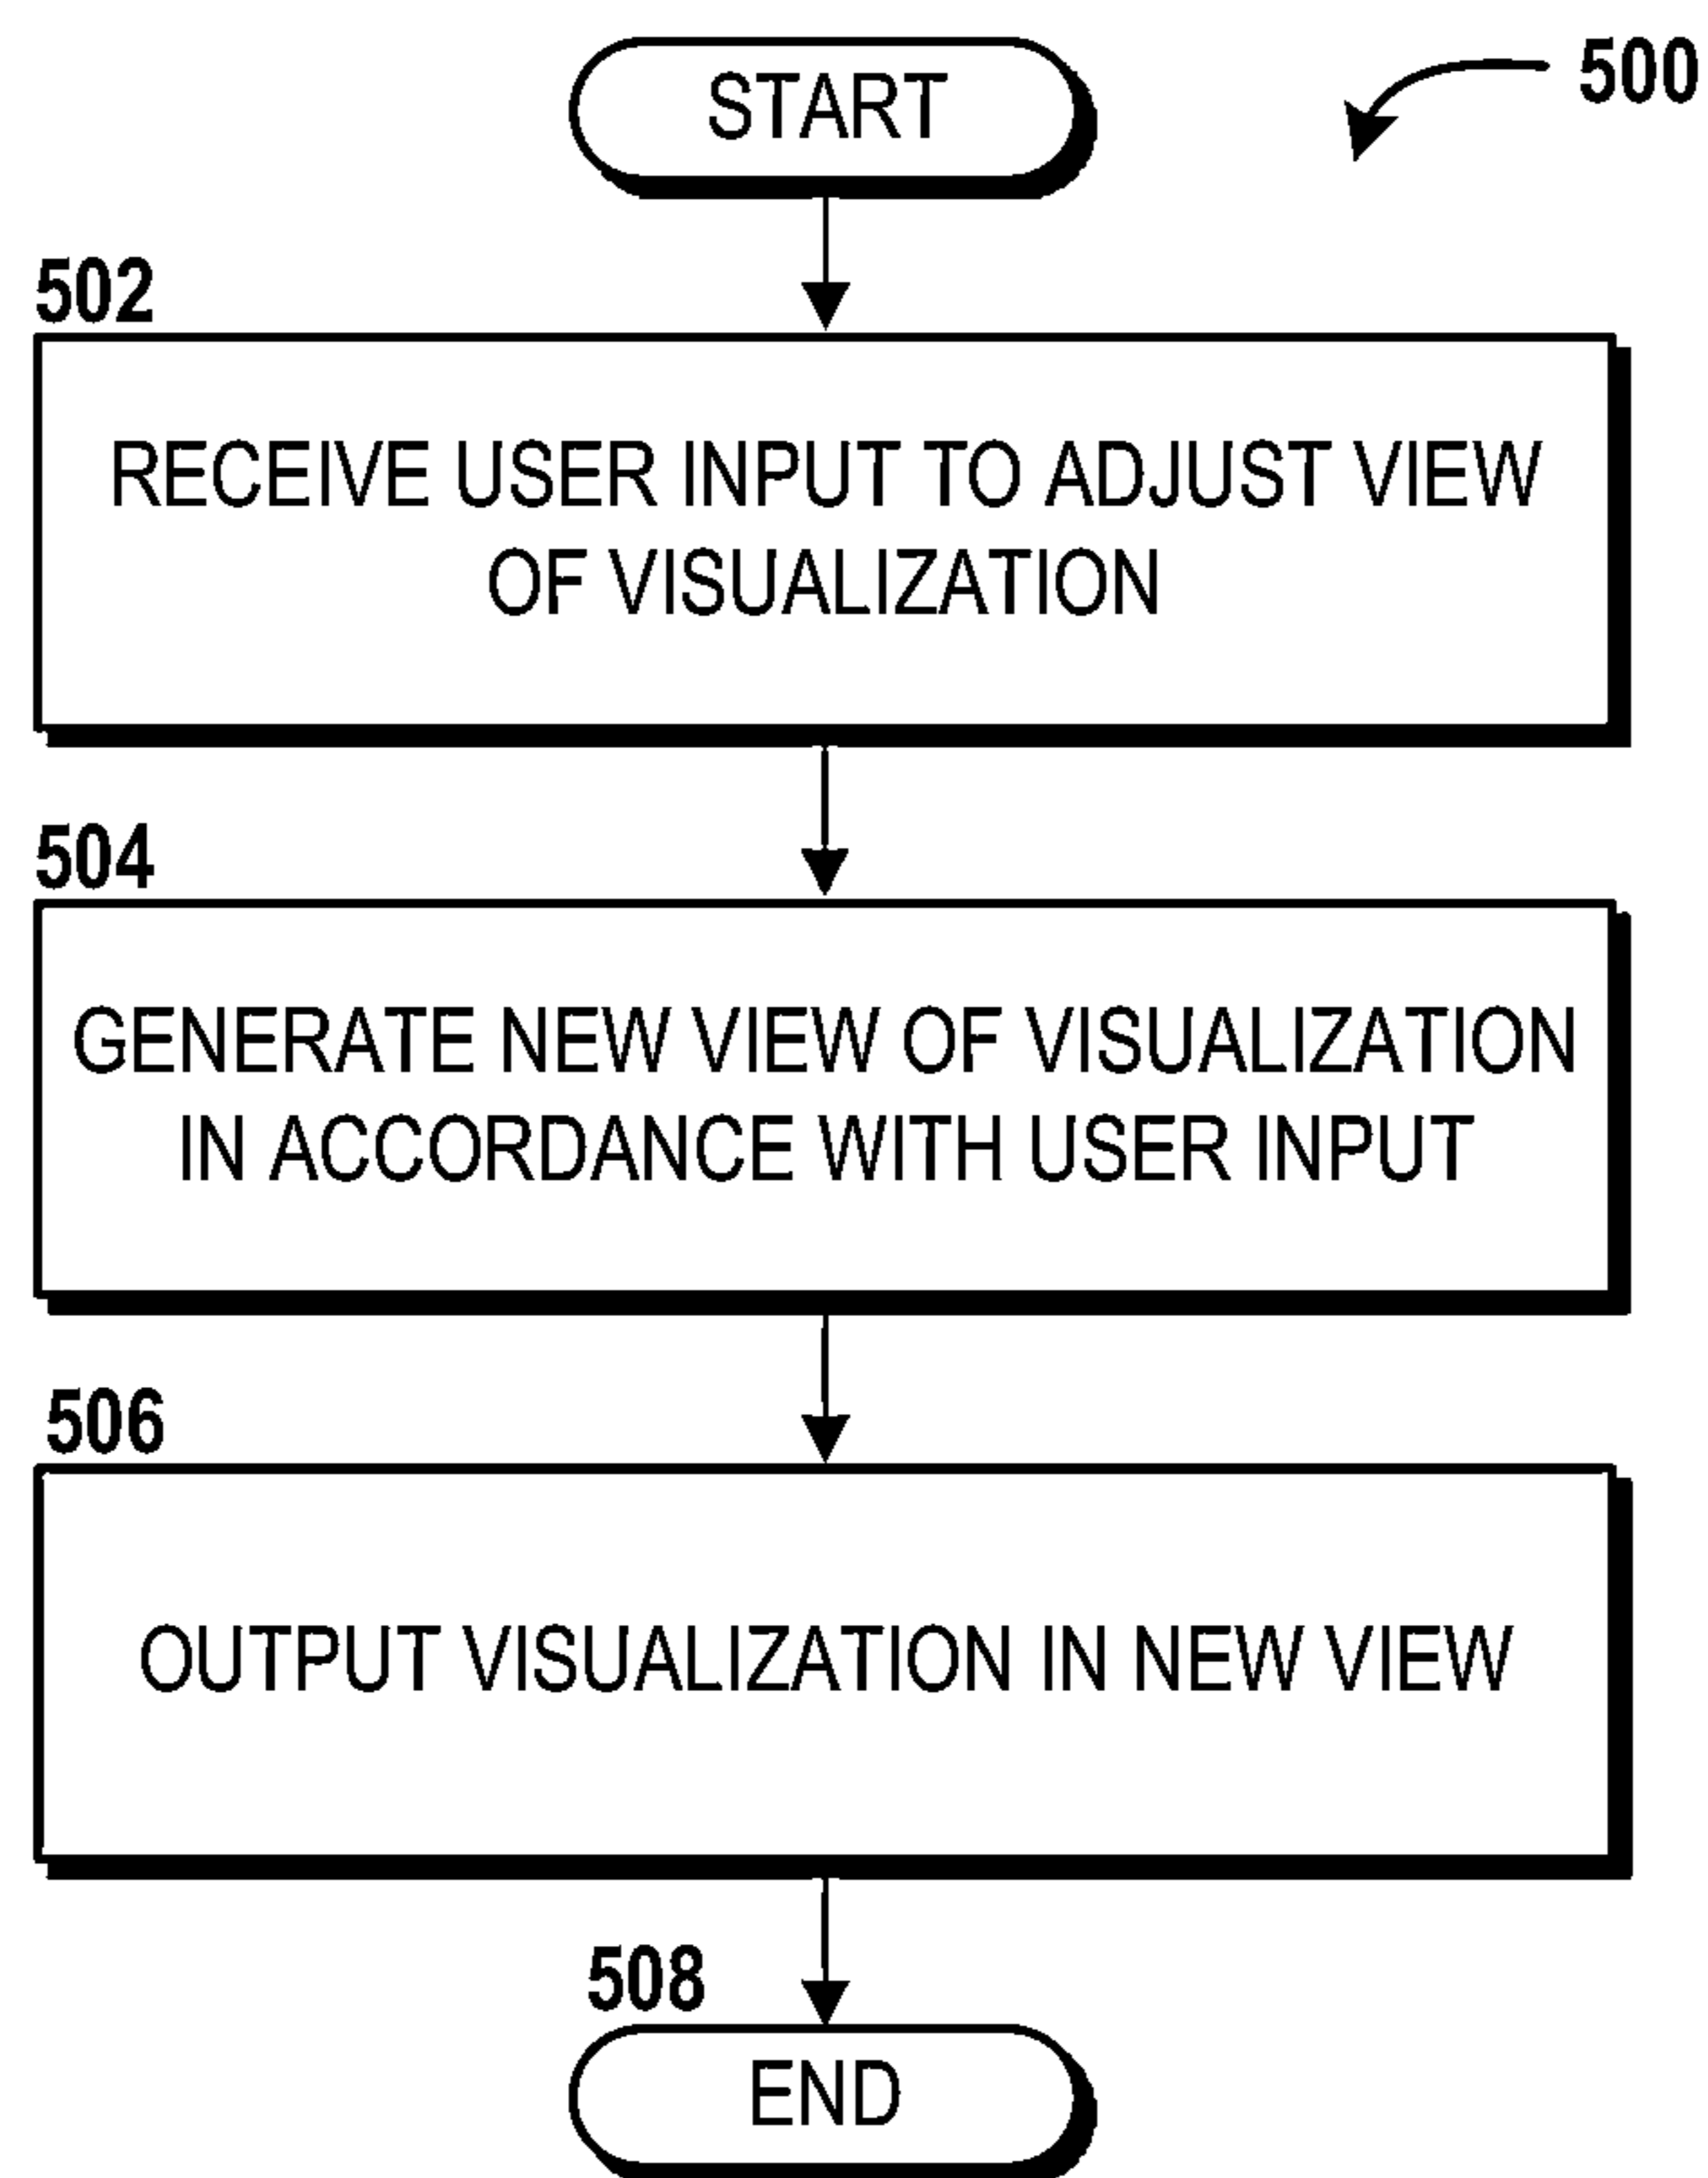 START
500
502
RECEIVE USER INPUT TO ADJUST VIEW
OF VISUALIZATION
504
GENERATE NEW VIEW OF VISUALIZATION
IN ACCORDANCE WITH USER INPUT
506
OUTPUT VISUALIZATION IN NEW VIEW
508
END